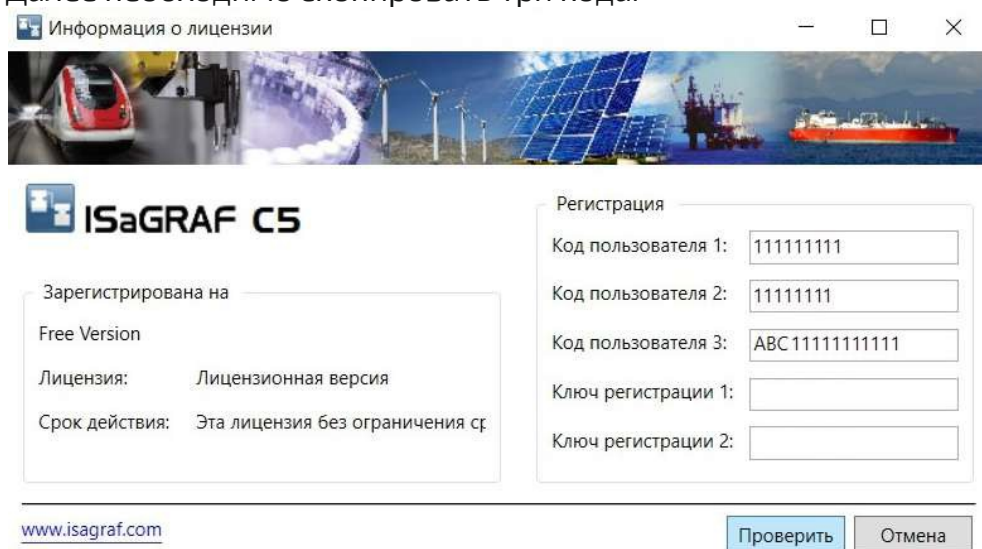 Информация о лицензии
ISaGRAF C5
Зарегистрирована на
Free Version
Лицензия: Лицензионная версия
Срок действия: Эта лицензия без ограничения
Регистрация
Код пользователя 1: 111111111
Код пользователя 2: 11111111
Код пользователя 3: ABC11111111111
Ключ регистрации 1:
Ключ регистрации 2:
www.isagraf.com
Проверить
Отмена